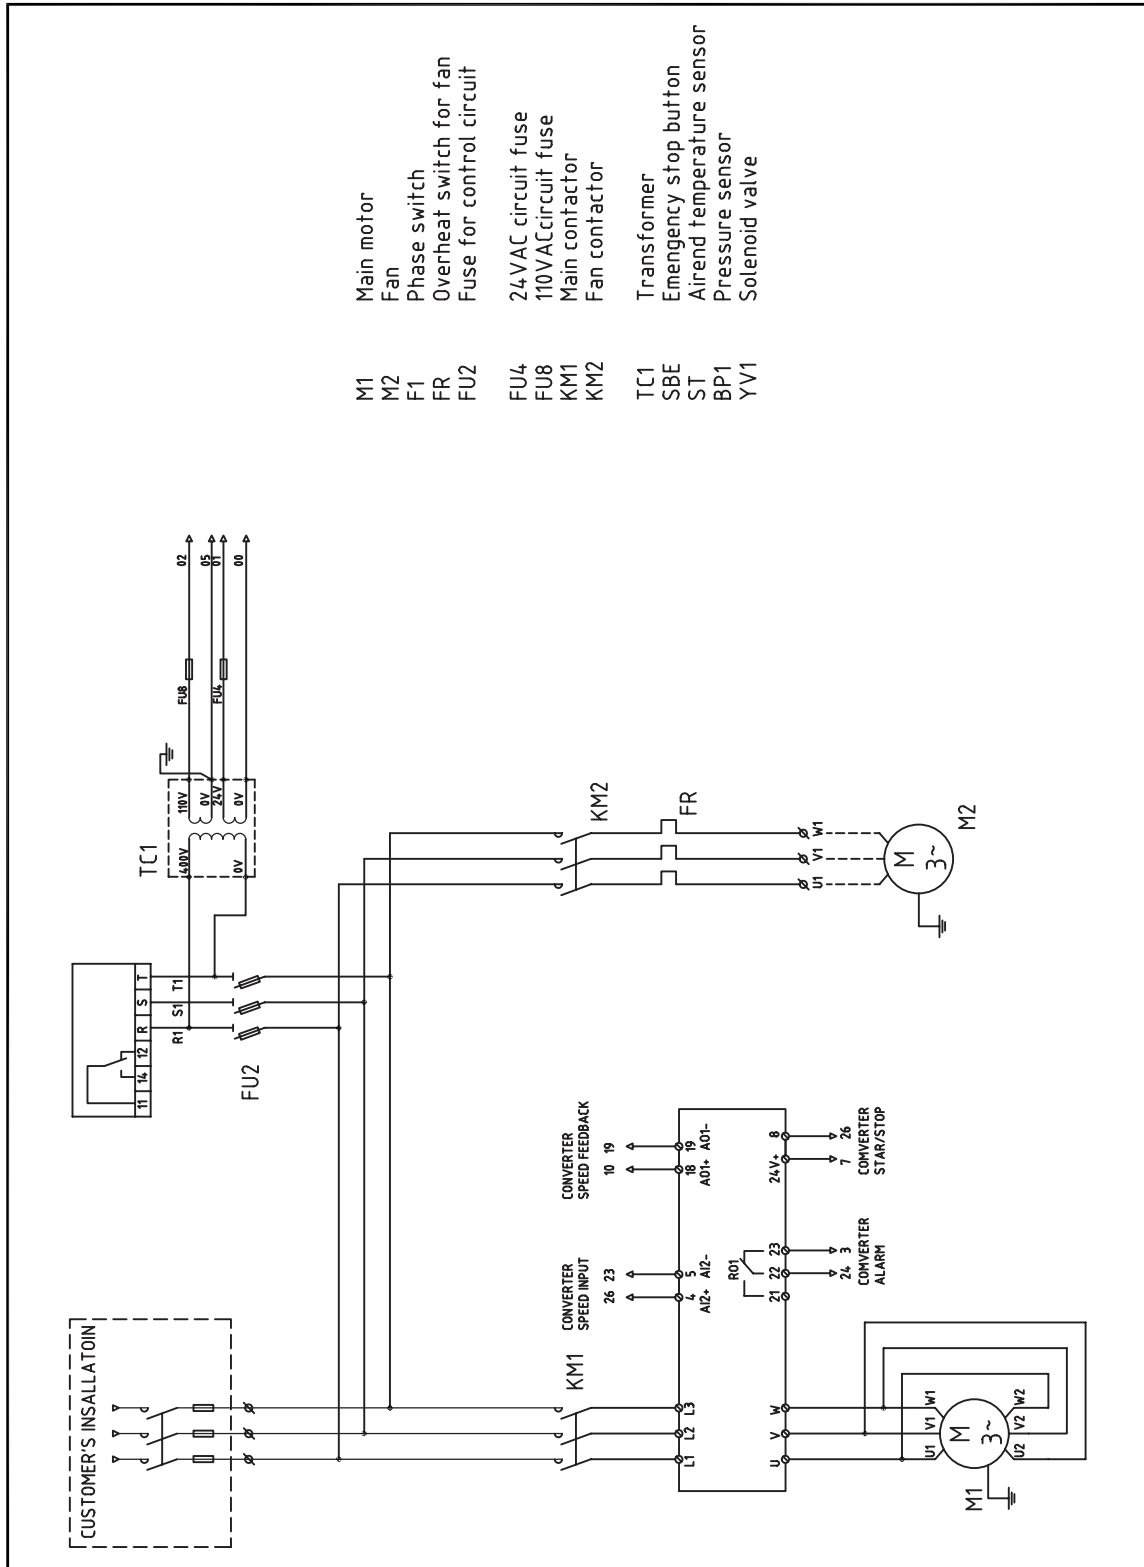 CUSTOMER'S INSALLATOIN
KM1
L1
L2
L3
CONVERTER
SPEED INPUT
26
23
4
5
AI2+
AI2-
CONVERTER
SPEED FEEDBACK
10
19
18
19
AO1+
AO1-
U
V
W
21
22
23
RO1
24V+
8
24
3
COMVERTER
ALARM
7
26
COMVERTER
STAR/STOP
U1
V1
W1
M
3~
U2
V2
W2
M1
11
14
12
R
S
T
R1
S1
T1
FU2
TC1
400V
0V
110V
0V
24V
0V
FU8
FU4
02
05
01
00
KM2
FR
U1
V1
W1
M
3~
M2
M1 Main motor
M2 Fan
F1 Phase switch
FR Overheat switch for fan
FU2 Fuse for control circuit
FU4 24VAC circuit fuse
FU8 110VACcircuit fuse
KM1 Main contactor
KM2 Fan contactor
TC1 Transformer
SBE Emengency stop button
ST Airend temperature sensor
BP1 Pressure sensor
YV1 Solenoid valve